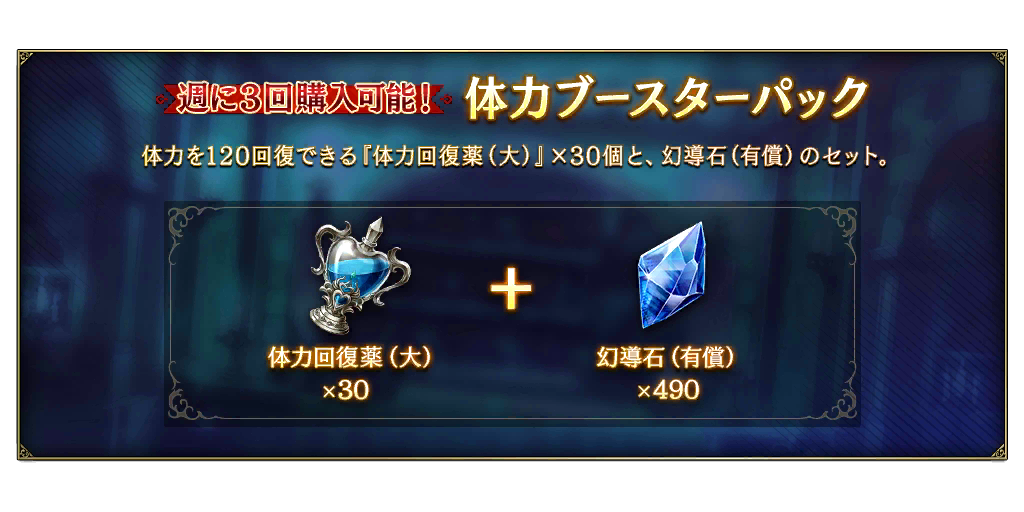 週に3回購入可能! 体力ブースターパック
体力を120回復できる『体力回復薬(大)』×30個と、幻導石(有償)のセット。
+
体力回復薬(大) 幻導石(有償)
×30 ×490